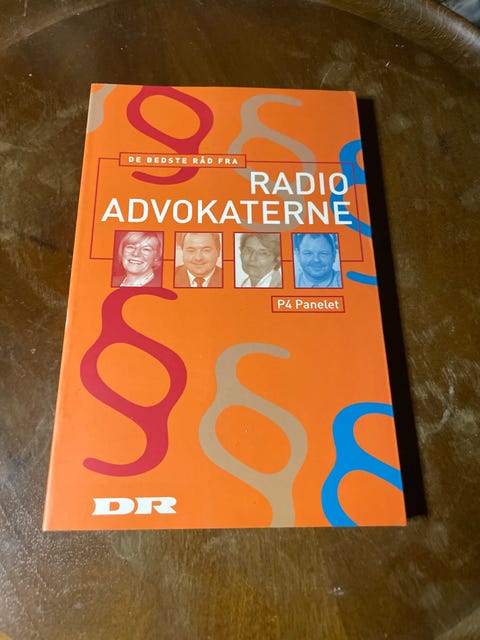 DE BEDSTE RÅD FRA
RADIO
ADVOKATERNE
P4 Panelet
DR